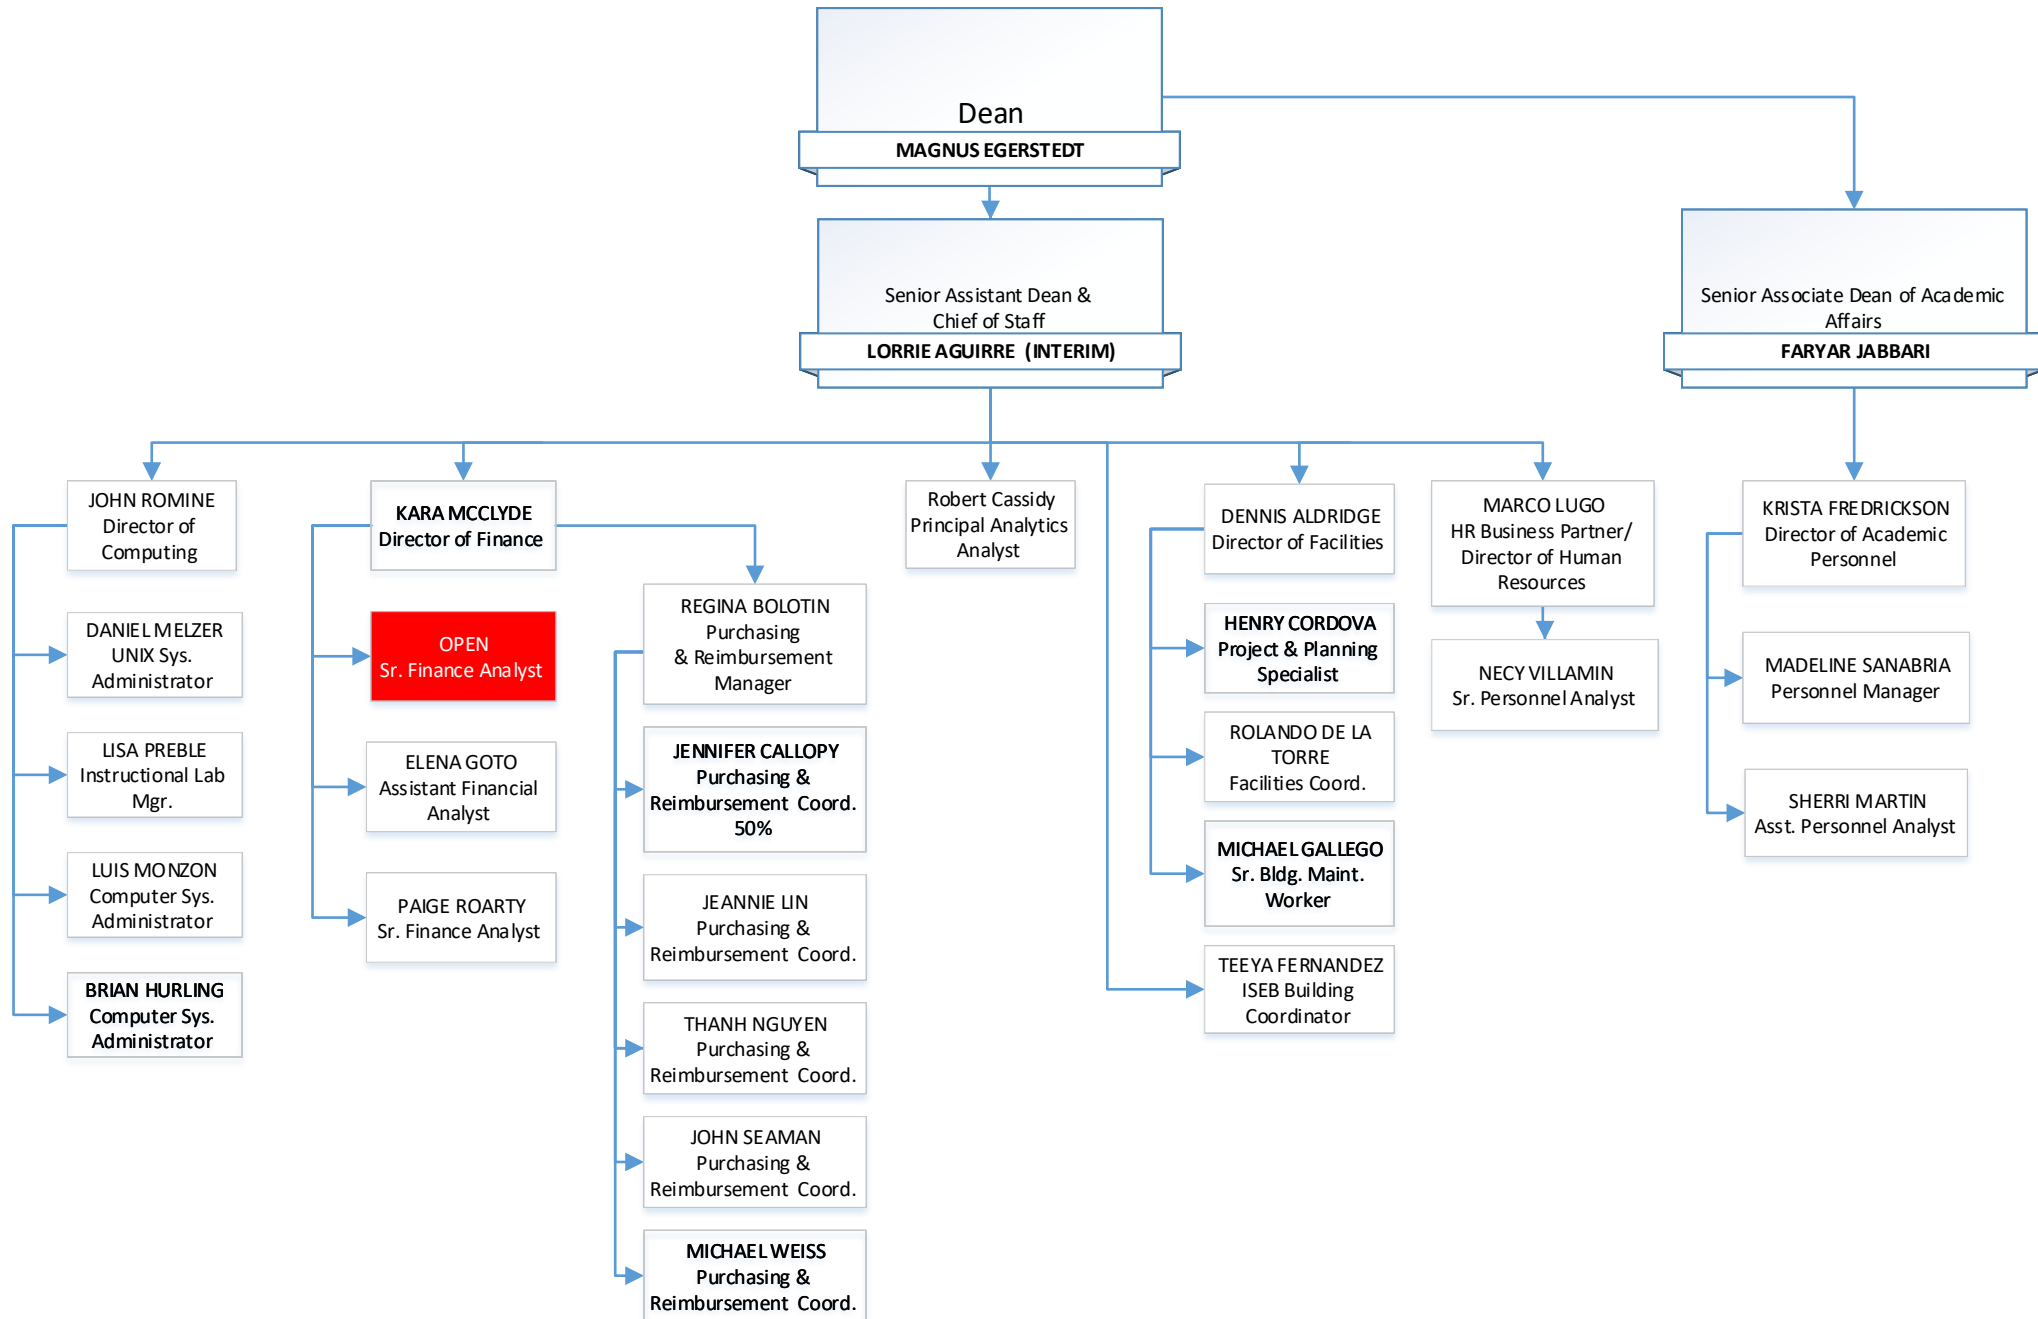 Dean
MAGNUS EGERSTEDT
Senior Assistant Dean &
Chief of Staff
LORRIE AGUIRRE (INTERIM)
Senior Associate Dean of Academic
Affairs
FARYAR JABBARI
JOHN ROMINE
Director of
Computing
DANIEL MELZER
UNIX Sys.
Administrator
LISA PREBLE
Instructional Lab
Mgr.
LUIS MONZON
Computer Sys.
Administrator
BRIAN HURLING
Computer Sys.
Administrator
KARA MCCLYDE
Director of Finance
OPEN
Sr. Finance Analyst
ELENA GOTO
Assistant Financial
Analyst
PAIGE ROARTY
Sr. Finance Analyst
REGINA BOLOTIN
Purchasing
& Reimbursement
Manager
JENNIFER CALLOPY
Purchasing &
Reimbursement Coord.
50%
JEANNIE LIN
Purchasing &
Reimbursement Coord.
THANH NGUYEN
Purchasing &
Reimbursement Coord.
JOHN SEAMAN
Purchasing &
Reimbursement Coord.
MICHAEL WEISS
Purchasing &
Reimbursement Coord.
Robert Cassidy
Principal Analytics
Analyst
DENNIS ALDRIDGE
Director of Facilities
HENRY CORDOVA
Project & Planning
Specialist
ROLANDO DE LA
TORRE
Facilities Coord.
MICHAEL GALLEGO
Sr. Bldg. Maint.
Worker
TEEYA FERNANDEZ
ISEB Building
Coordinator
MARCO LUGO
HR Business Partner/
Director of Human
Resources
NECY VILLAMIN
Sr. Personnel Analyst
KRISTA FREDRICKSON
Director of Academic
Personnel
MADELINE SANABRIA
Personnel Manager
SHERRI MARTIN
Asst. Personnel Analyst